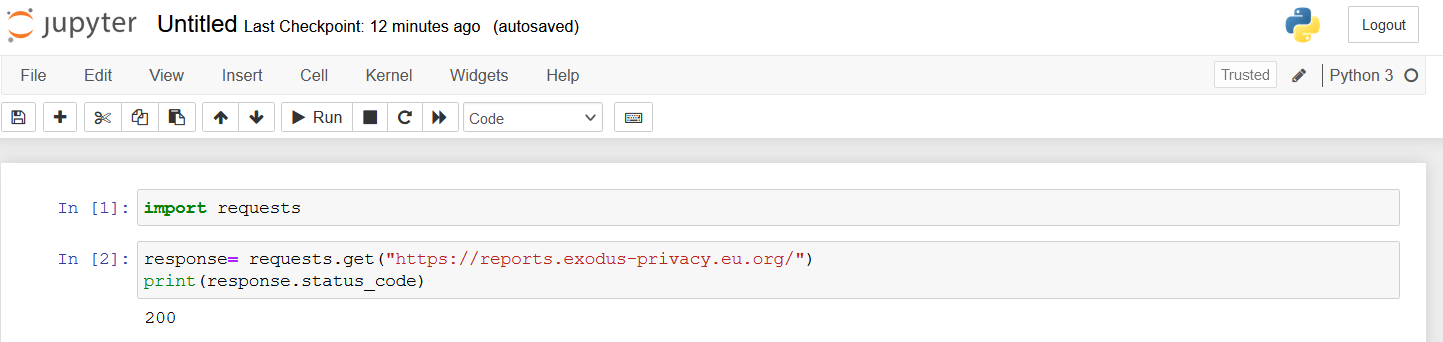 jupyter Untitled Last Checkpoint: 12 minutes ago (autosaved) Logout
File Edit View Insert Cell Kernel Widgets Help Trusted Python 3
Run Code
In [1]: import requests
In [2]: response= requests.get("https://reports.exodus-privacy.eu.org/")
print(response.status_code)
200